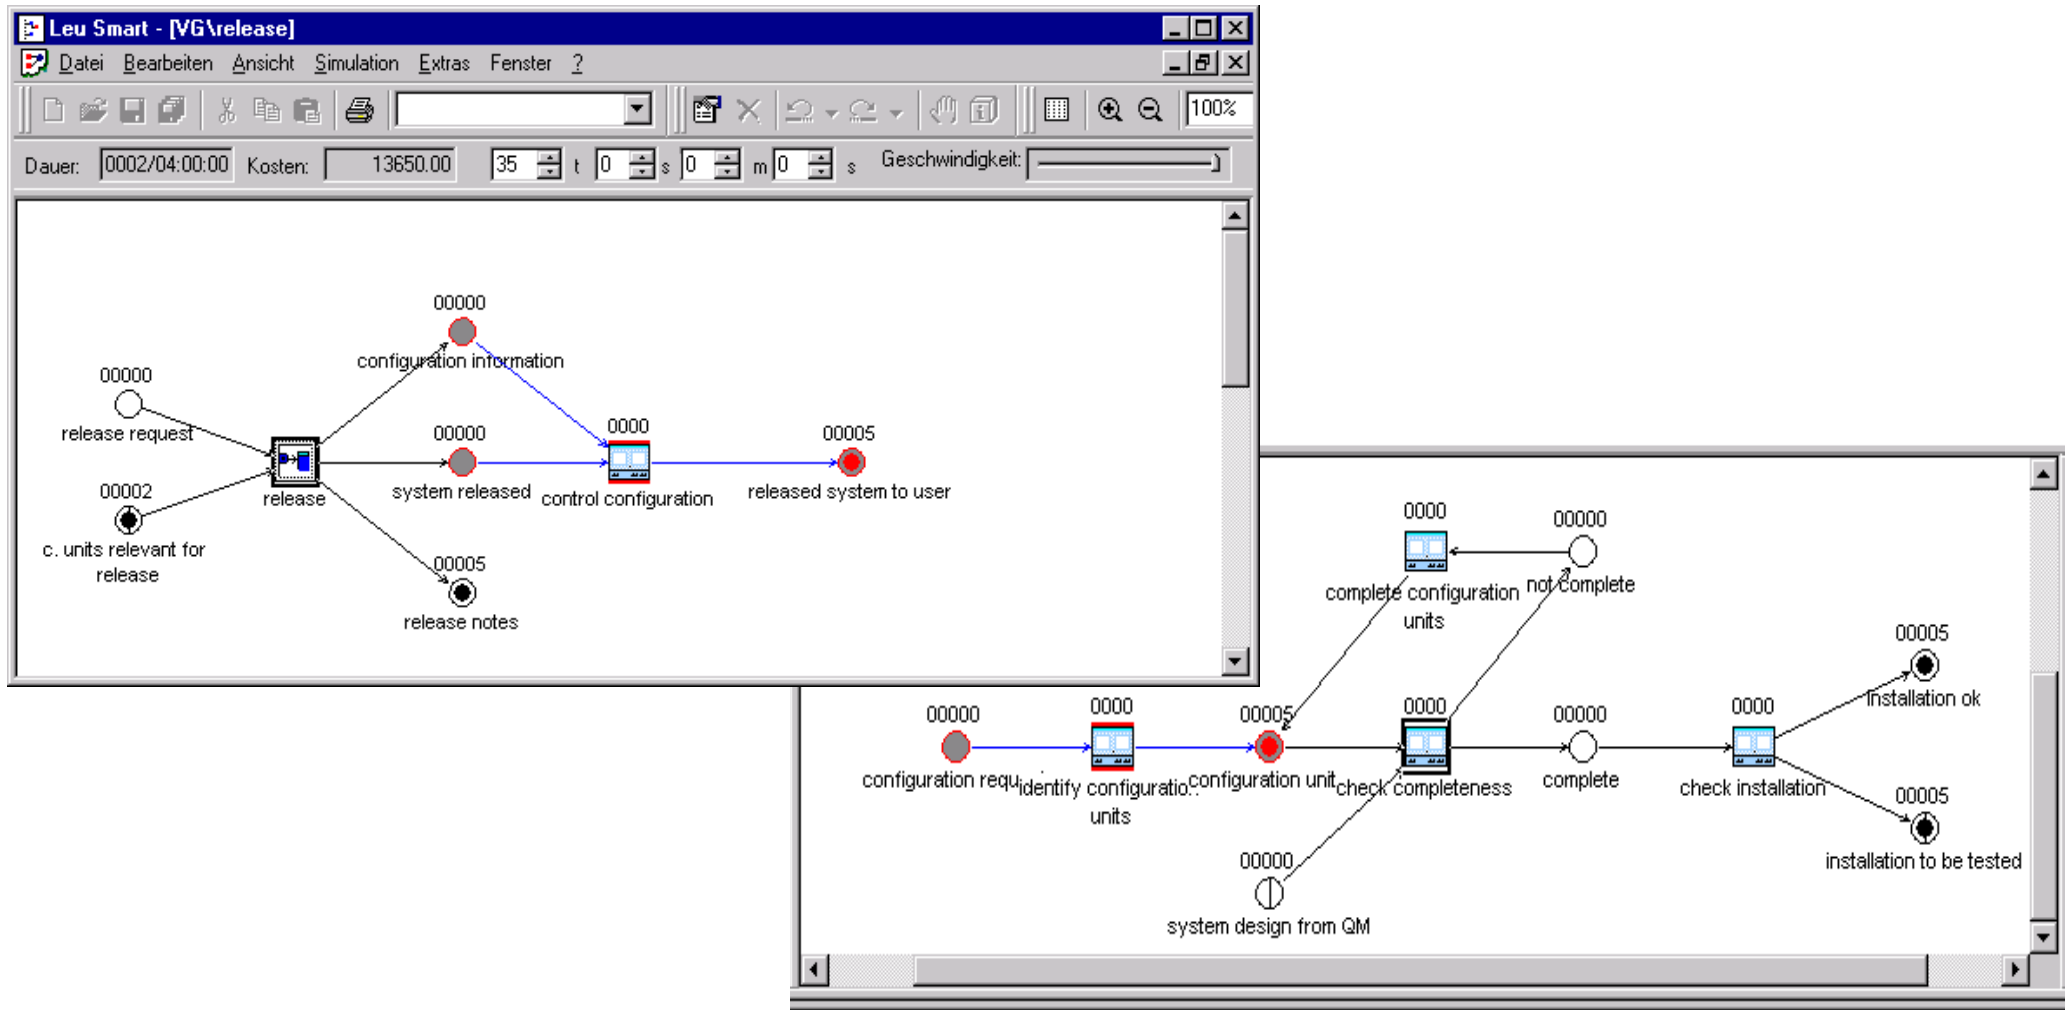 Leu Smart - [VG\release]
Datei Bearbeiten Ansicht Simulation Extras Fenster ?
100%
Dauer: 0002/04:00:00 Kosten: 13650.00 35 t 0 s 0 m 0 s Geschwindigkeit:
00000
configuration information
00000
release request
release
00002
c. units relevant for
release
00000
system released
0000
control configuration
00005
released system to user
00005
release notes
0000
complete configuration
units
00000
not complete
00005
installation ok
00000
configuration requ
0000
identify configuratio
units
00005
configuration unit
0000
check completeness
00000
complete
0000
check installation
00005
installation to be tested
00000
system design from QM